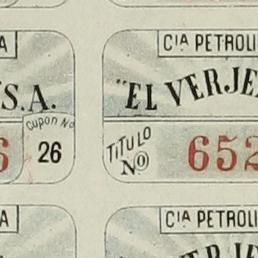 A
CIA PETROLI
S.A.
"EL VERJE
Cupon No
26
TITULO
No
652
CIA PETROLI